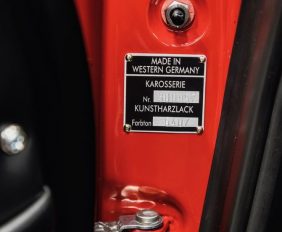 MADE IN
WESTERN GERMANY
KAROSSERIE
Nr.
KUNSTHARZLACK
Farbton